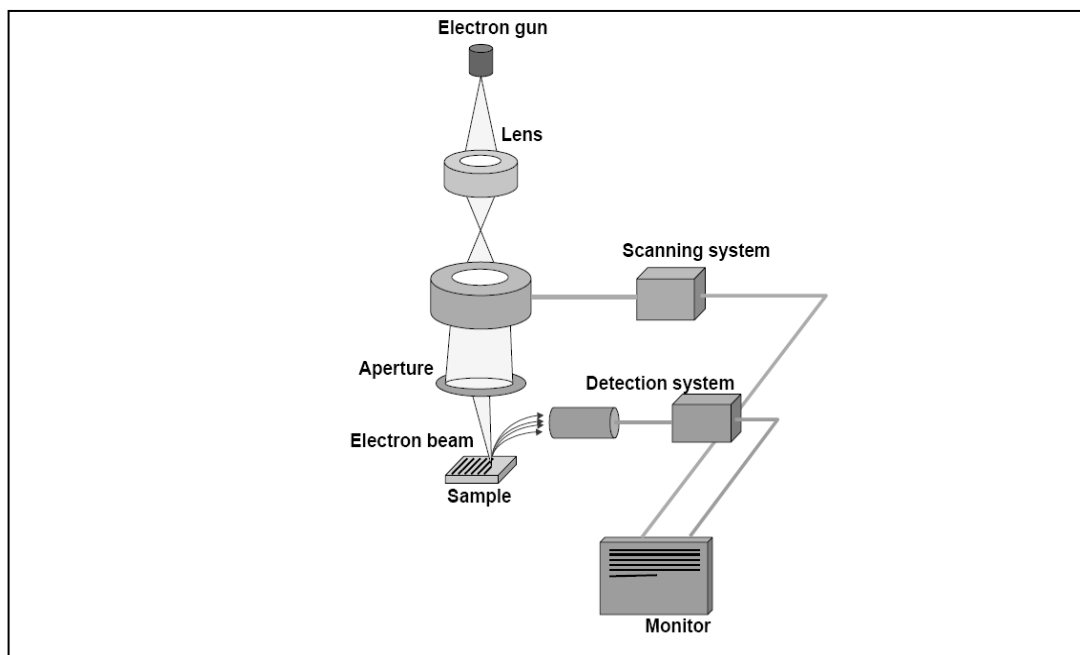 Electron gun
Lens
Scanning system
Aperture
Detection system
Electron beam
Sample
Monitor